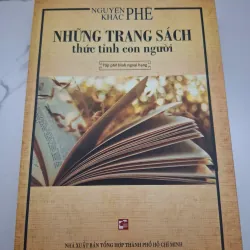 NGUYỄN
KHẮC PHÊ
NHỮNG TRANG SÁCH
thức tỉnh con người
NHÀ XUẤT BẢN TỔNG HỢP THÀNH PHỐ HỒ CHÍ MINH